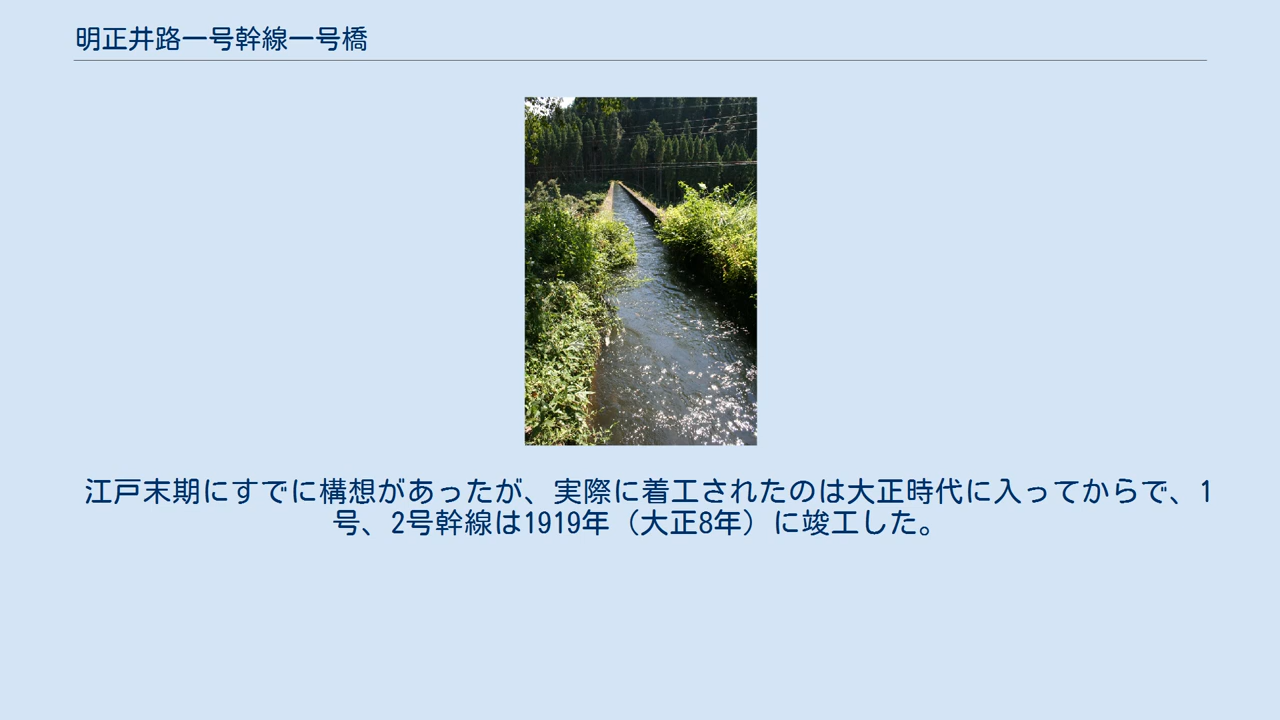 明正井路一号幹線一号橋
江戸末期にすでに構想があったが、実際に着工されたのは大正時代に入ってからで、1
号、2号幹線は1919年（大正8年）に竣工した。